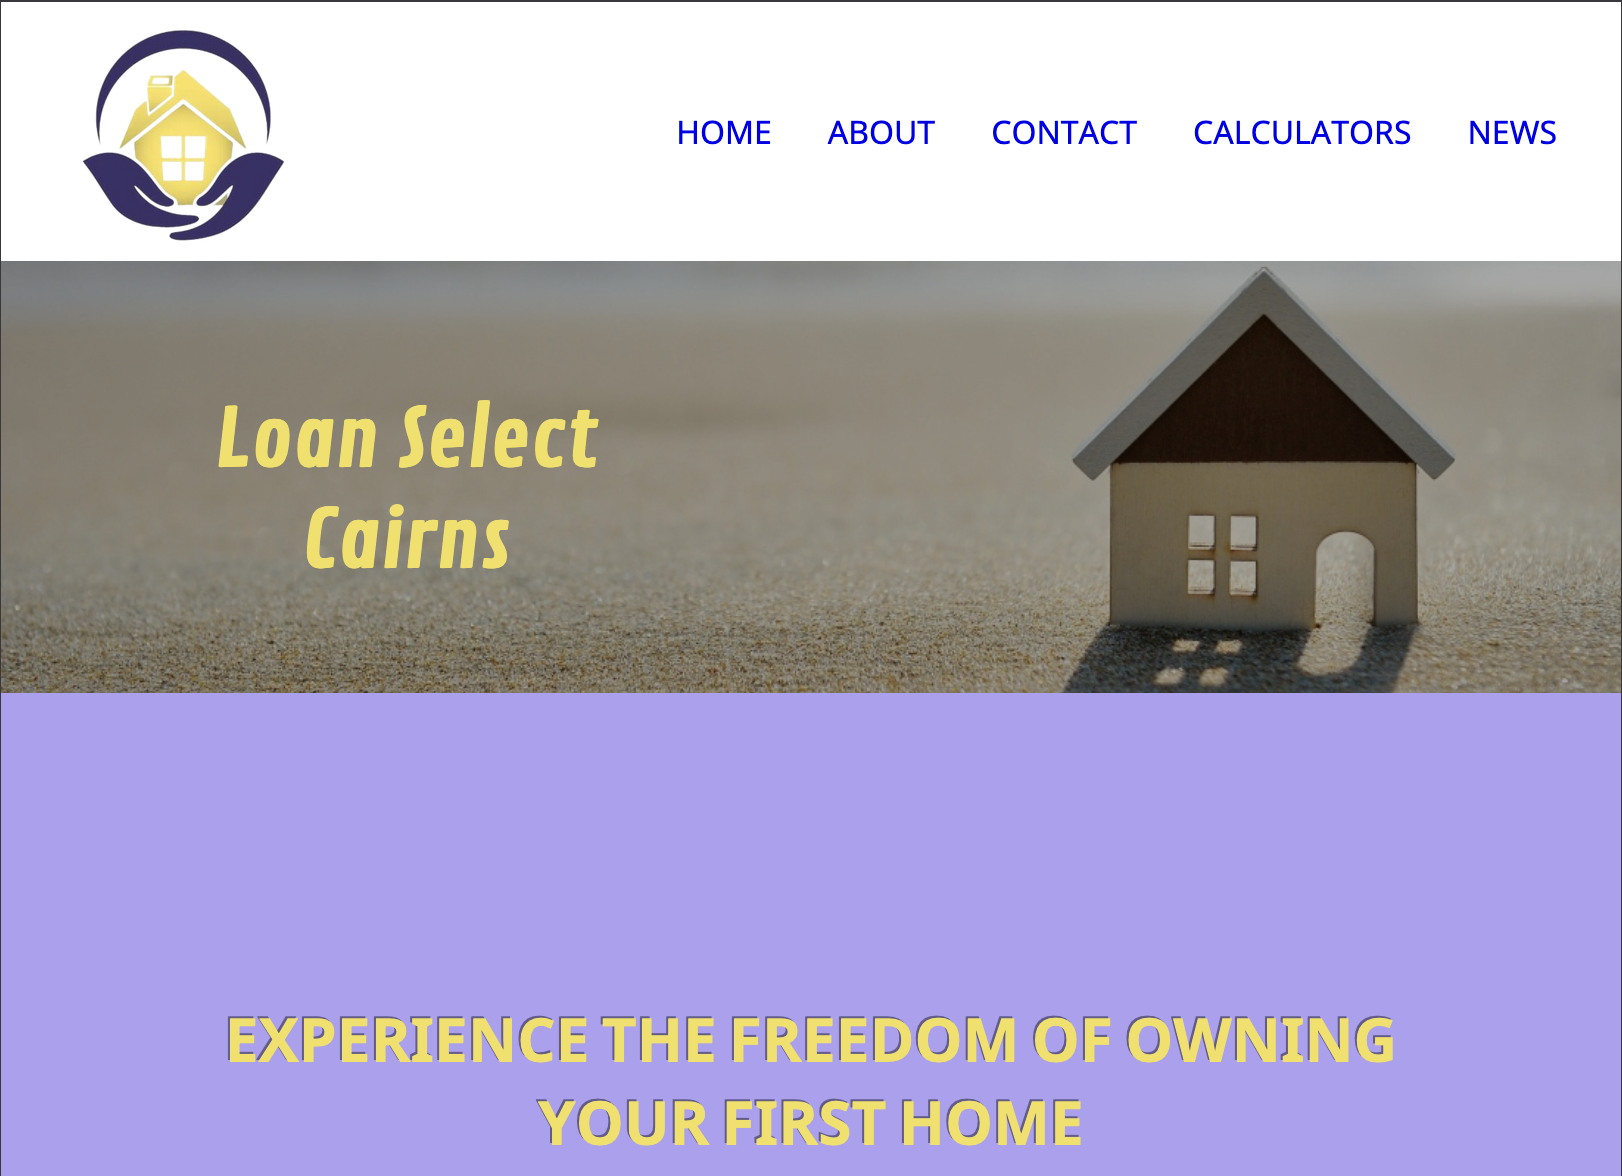 HOME ABOUT CONTACT CALCULATORS NEWS
Loan Select
Cairns
EXPERIENCE THE FREEDOM OF OWNING
YOUR FIRST HOME